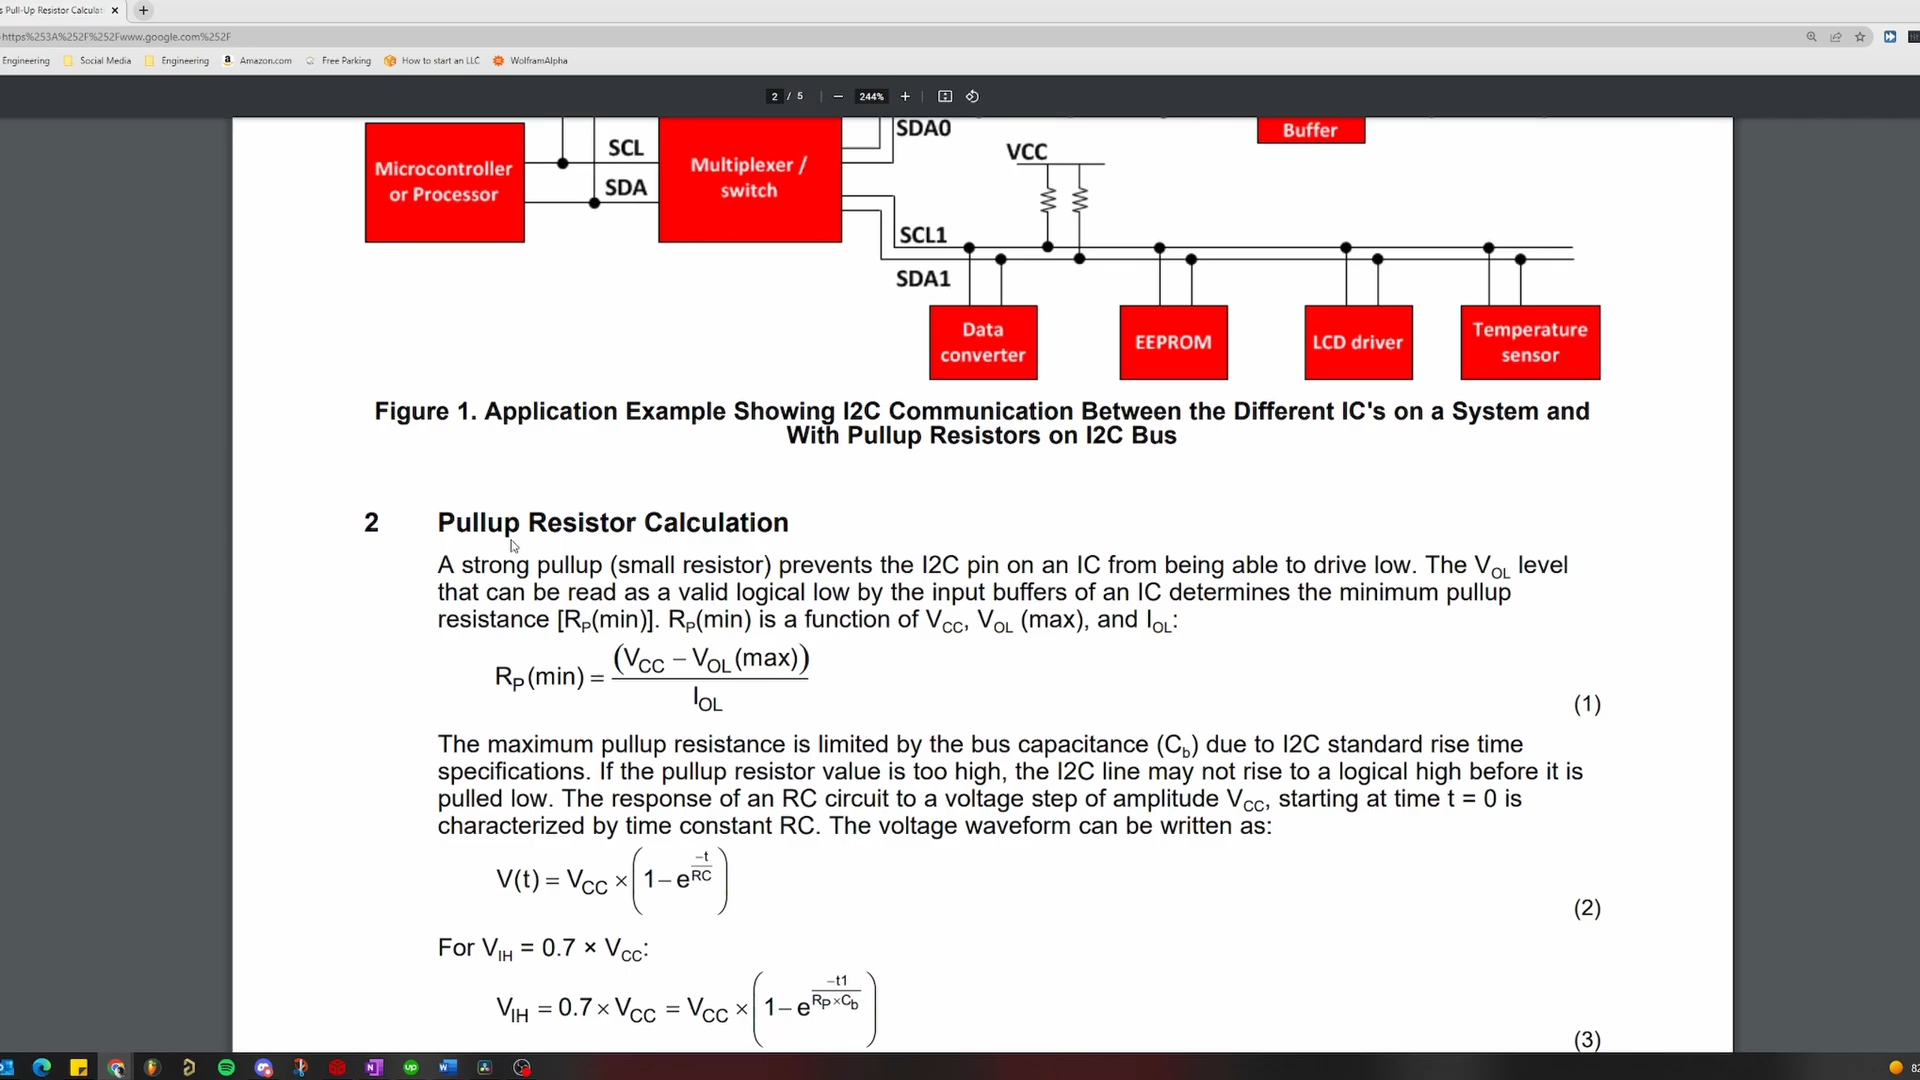 s Pull-Up Resistor Calculat
https%253A%252F%252Fwww.google.com%252F
Engineering Social Media Engineering Amazon.com Free Parking How to start an LLC WolframAlpha
2 / 5 244%
SDA0
Buffer
Microcontroller
or Processor
SCL
SDA
Multiplexer /
switch
VCC
SCL1
SDA1
Data
converter
EEPROM
LCD driver
Temperature
sensor
Figure 1. Application Example Showing I2C Communication Between the Different IC's on a System and
With Pullup Resistors on I2C Bus
2 Pullup Resistor Calculation
A strong pullup (small resistor) prevents the I2C pin on an IC from being able to drive low. The VOL level
that can be read as a valid logical low by the input buffers of an IC determines the minimum pullup
resistance [RP(min)]. RP(min) is a function of VCC, VOL (max), and IOL:
RP(min) = (VCC − VOL(max)) / IOL
(1)
The maximum pullup resistance is limited by the bus capacitance (Cb) due to I2C standard rise time
specifications. If the pullup resistor value is too high, the I2C line may not rise to a logical high before it is
pulled low. The response of an RC circuit to a voltage step of amplitude VCC, starting at time t = 0 is
characterized by time constant RC. The voltage waveform can be written as:
V(t) = VCC × (1 − e^(−t/RC))
(2)
For VIH = 0.7 × VCC:
VIH = 0.7 × VCC = VCC × (1 − e^(−t1/(RP × Cb)))
(3)
82